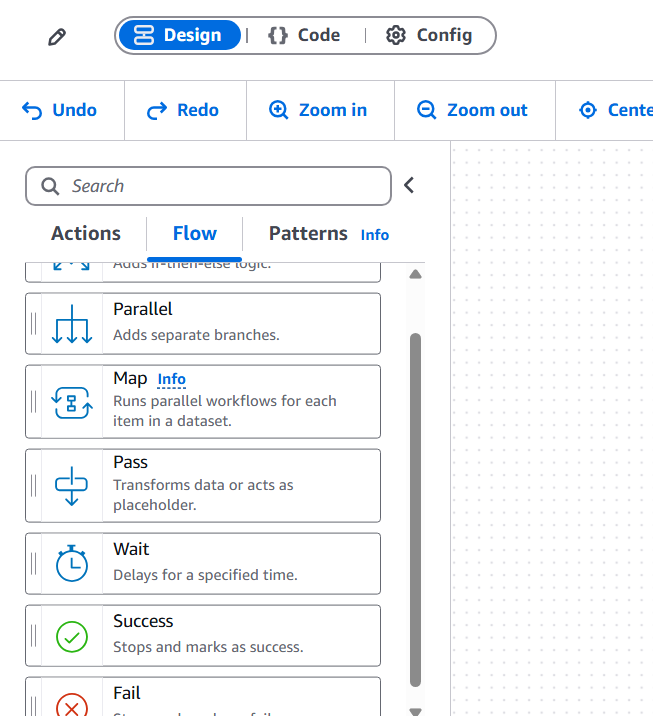 Design
{} Code
Config
Undo
Redo
Zoom in
Zoom out
Cente
Search
Actions
Flow
Patterns Info
Adds if-then-else logic.
Parallel
Adds separate branches.
Map Info
Runs parallel workflows for each
item in a dataset.
Pass
Transforms data or acts as
placeholder.
Wait
Delays for a specified time.
Success
Stops and marks as success.
Fail